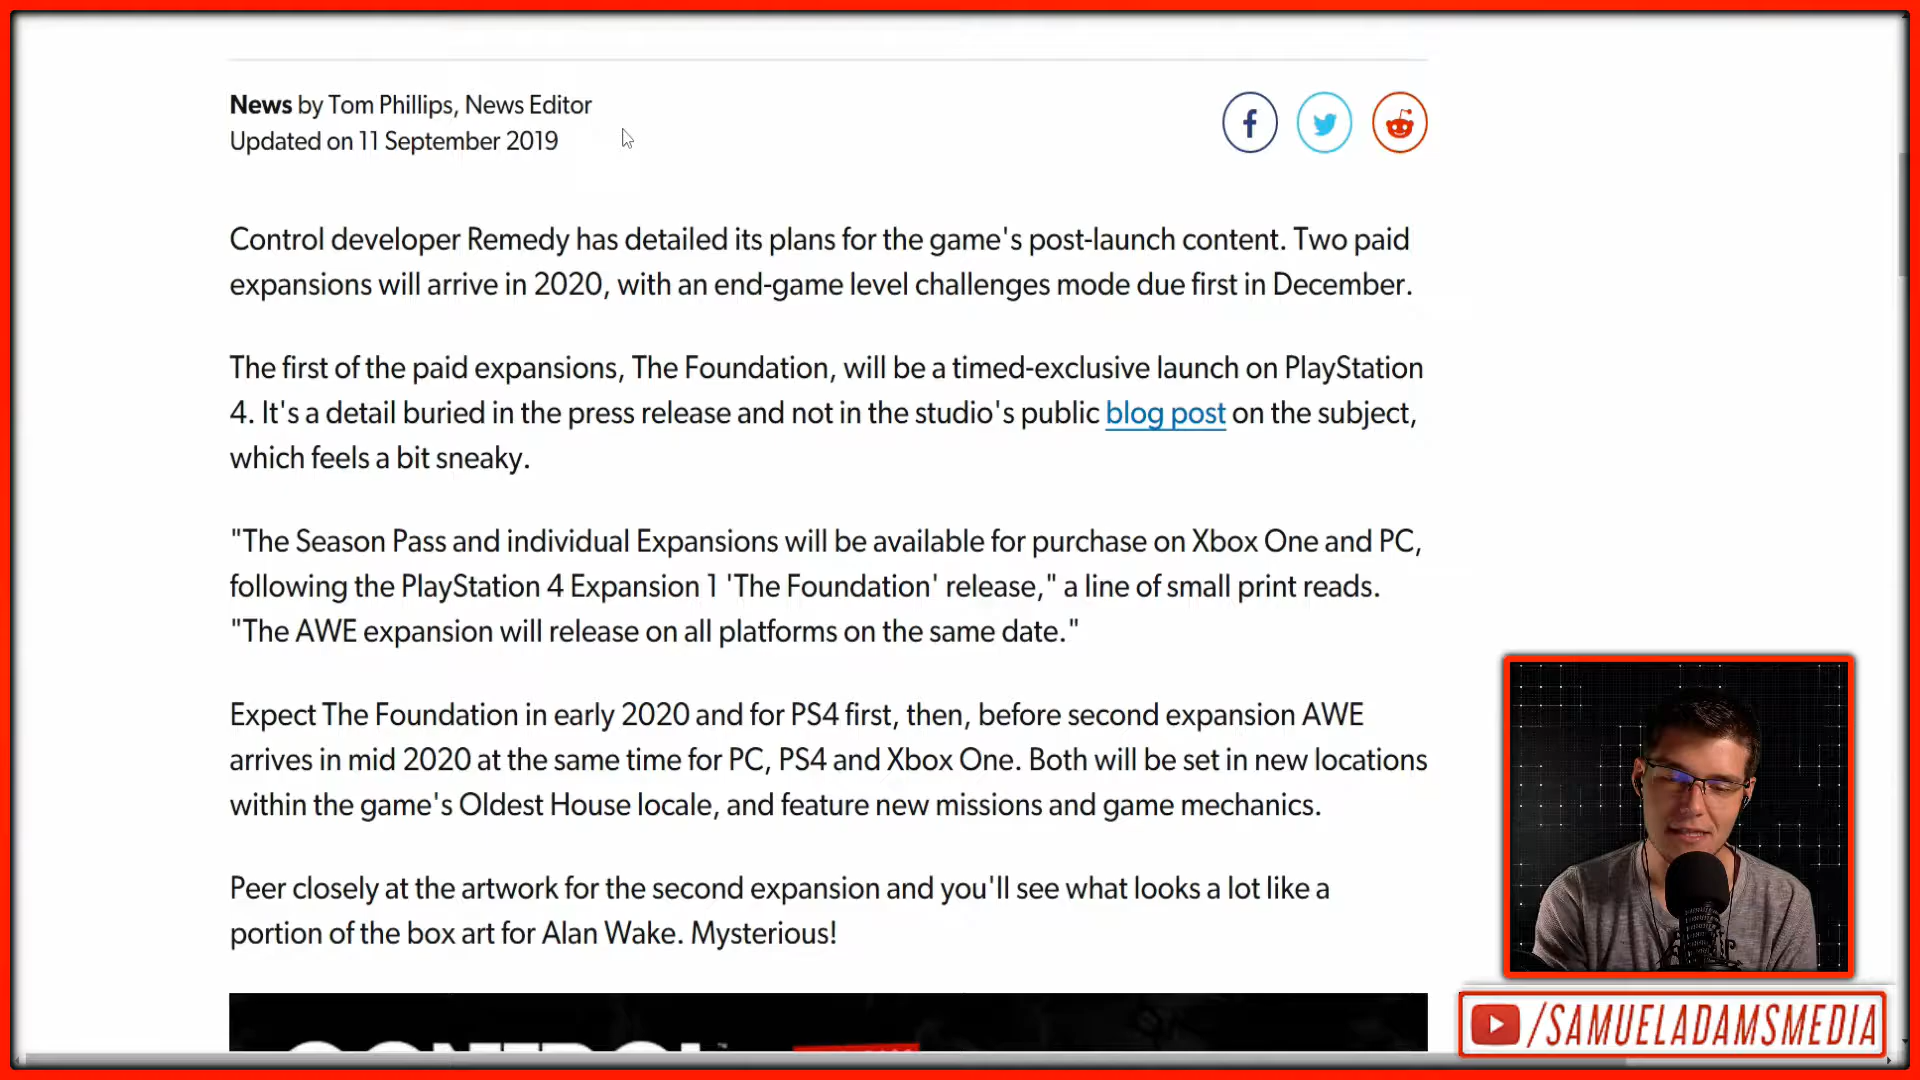 News by Tom Phillips, News Editor
Updated on 11 September 2019
Control developer Remedy has detailed its plans for the game's post-launch content. Two paid
expansions will arrive in 2020, with an end-game level challenges mode due first in December.
The first of the paid expansions, The Foundation, will be a timed-exclusive launch on PlayStation
4. It's a detail buried in the press release and not in the studio's public blog post on the subject,
which feels a bit sneaky.
"The Season Pass and individual Expansions will be available for purchase on Xbox One and PC,
following the PlayStation 4 Expansion 1 'The Foundation' release," a line of small print reads.
"The AWE expansion will release on all platforms on the same date."
Expect The Foundation in early 2020 and for PS4 first, then, before second expansion AWE
arrives in mid 2020 at the same time for PC, PS4 and Xbox One. Both will be set in new locations
within the game's Oldest House locale, and feature new missions and game mechanics.
Peer closely at the artwork for the second expansion and you'll see what looks a lot like a
portion of the box art for Alan Wake. Mysterious!
/SAMUELADAMSMEDIA